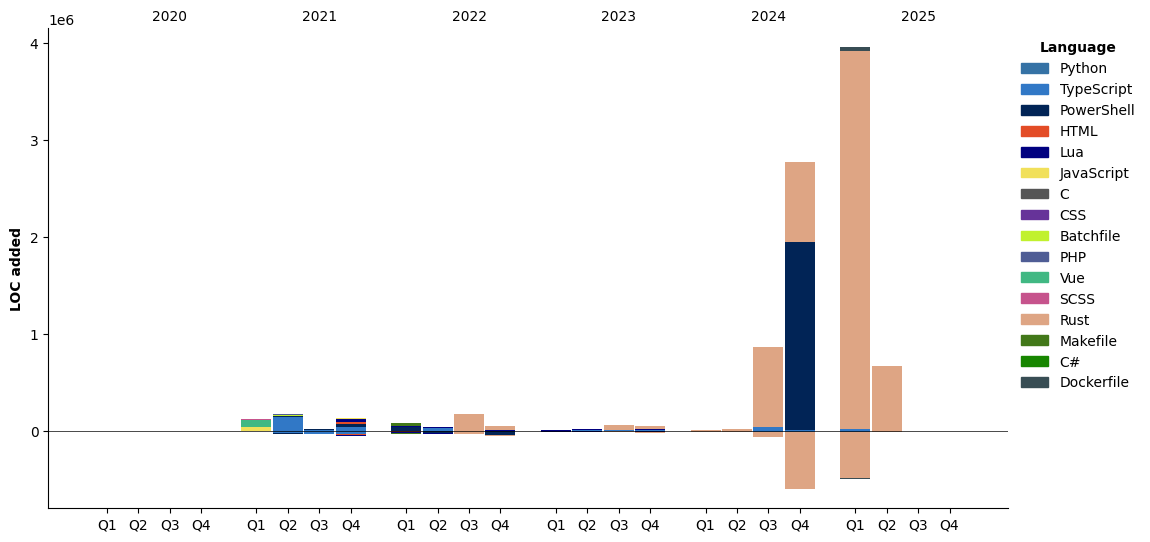 1e6
2020 2021 2022 2023 2024 2025
4
3
2
1
0
LOC added
Q1 Q2 Q3 Q4 Q1 Q2 Q3 Q4 Q1 Q2 Q3 Q4 Q1 Q2 Q3 Q4 Q1 Q2 Q3 Q4 Q1 Q2 Q3 Q4
Language
Python
TypeScript
PowerShell
HTML
Lua
JavaScript
C
CSS
Batchfile
PHP
Vue
SCSS
Rust
Makefile
C#
Dockerfile